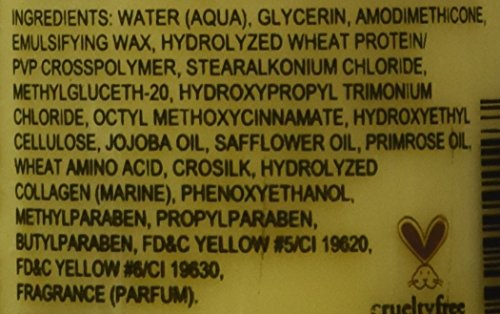 INGREDIENTS: WATER (AQUA), GLYCERIN, AMODIMETHICONE,
EMULSIFYING WAX, HYDROLYZED WHEAT PROTEIN/
PVP CROSSPOLYMER, STEARALKONIUM CHLORIDE,
METHYLGLUCETH-20, HYDROXYPROPYL TRIMONIUM
CHLORIDE, OCTYL METHOXYCINNAMATE, HYDROXYETHYL
CELLULOSE, JOJOBA OIL, SAFFLOWER OIL, PRIMROSE OIL,
WHEAT AMINO ACID, CROSILK, HYDROLYZED
COLLAGEN (MARINE), PHENOXYETHANOL,
METHYLPARABEN, PROPYLPARABEN,
BUTYLPARABEN, FD&C YELLOW #5/CI 19620,
FD&C YELLOW #6/CI 19630,
FRAGRANCE (PARFUM).
crueltyfree